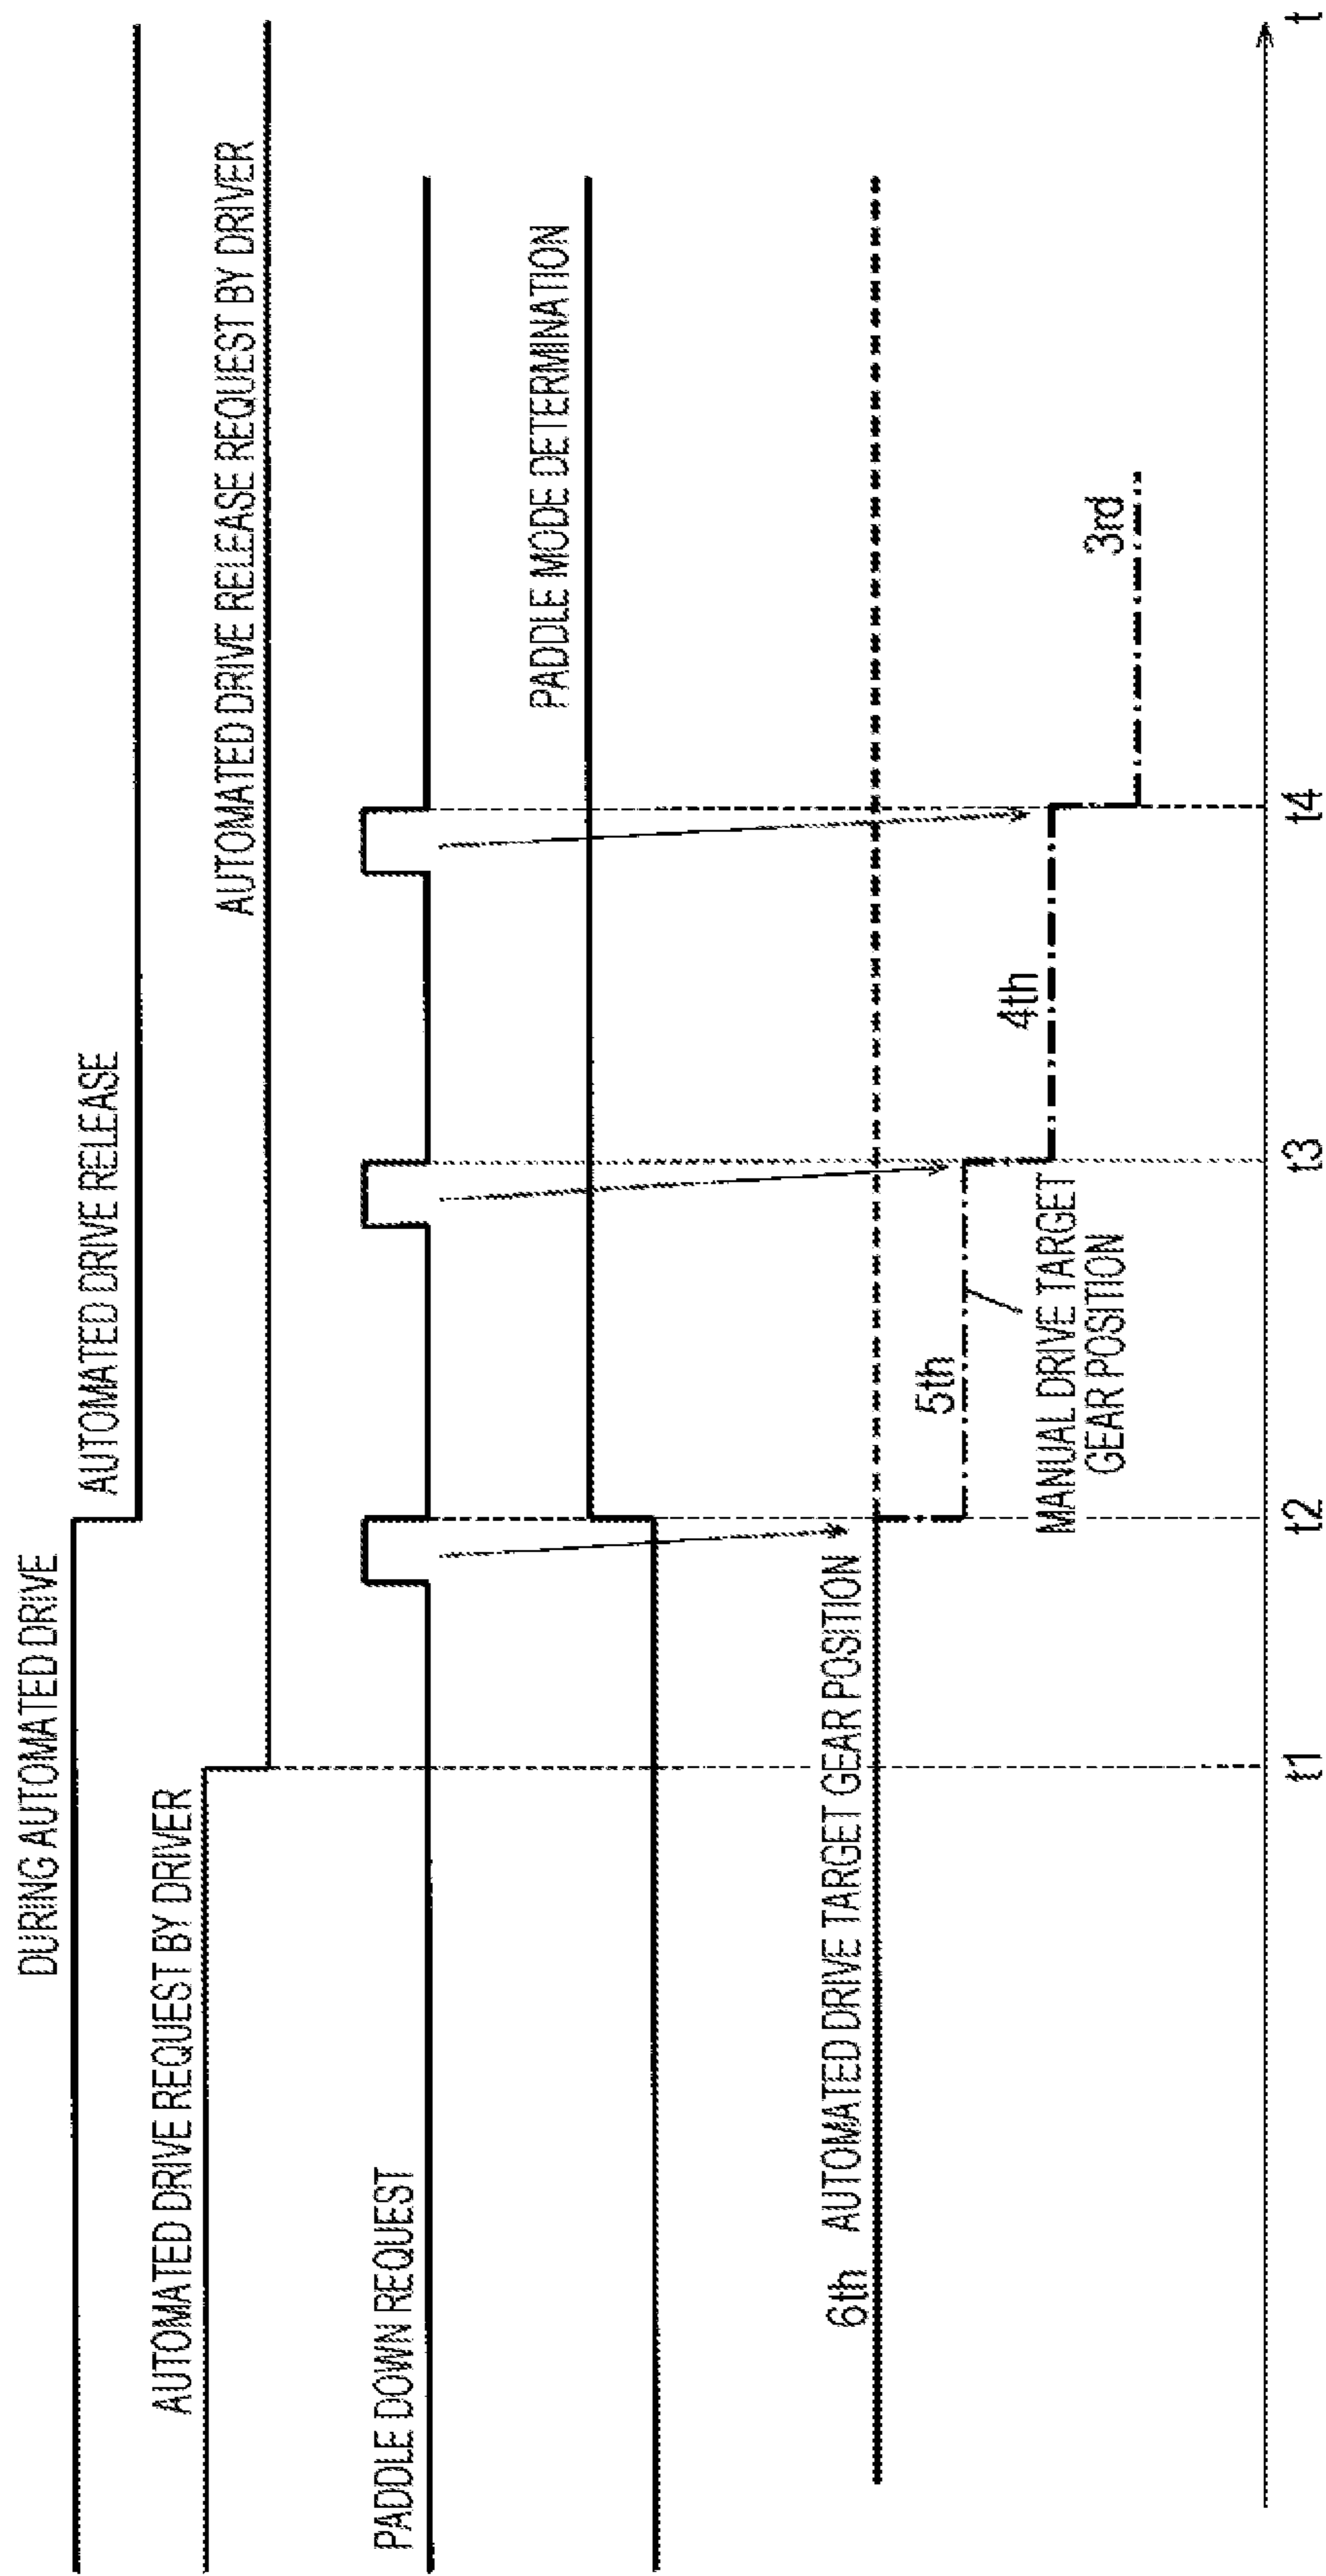 DURING AUTOMATED DRIVE
AUTOMATED DRIVE RELEASE
AUTOMATED DRIVE REQUEST BY DRIVER
AUTOMATED DRIVE RELEASE REQUEST BY DRIVER
PADDLE DOWN REQUEST
PADDLE MODE DETERMINATION
6th
AUTOMATED DRIVE TARGET GEAR POSITION
5th
4th
3rd
MANUAL DRIVE TARGET
GEAR POSITION
t1
t2
t3
t4
t